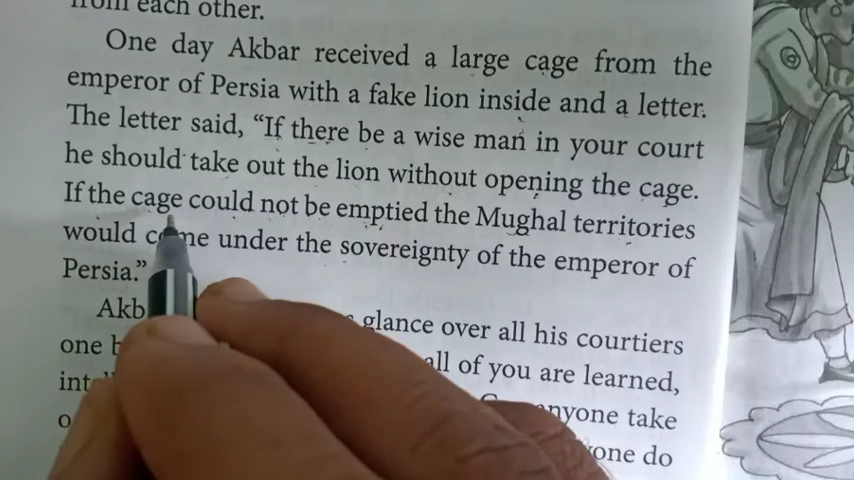 from each other.
One day Akbar received a large cage from the
emperor of Persia with a fake lion inside and a letter.
The letter said, “If there be a wise man in your court
he should take out the lion without opening the cage.
If the cage could not be emptied the Mughal territories
would come under the sovereignty of the emperor of
Persia.”
Akb glance over all his courtiers
one all of you are learned,
int anyone take
one do